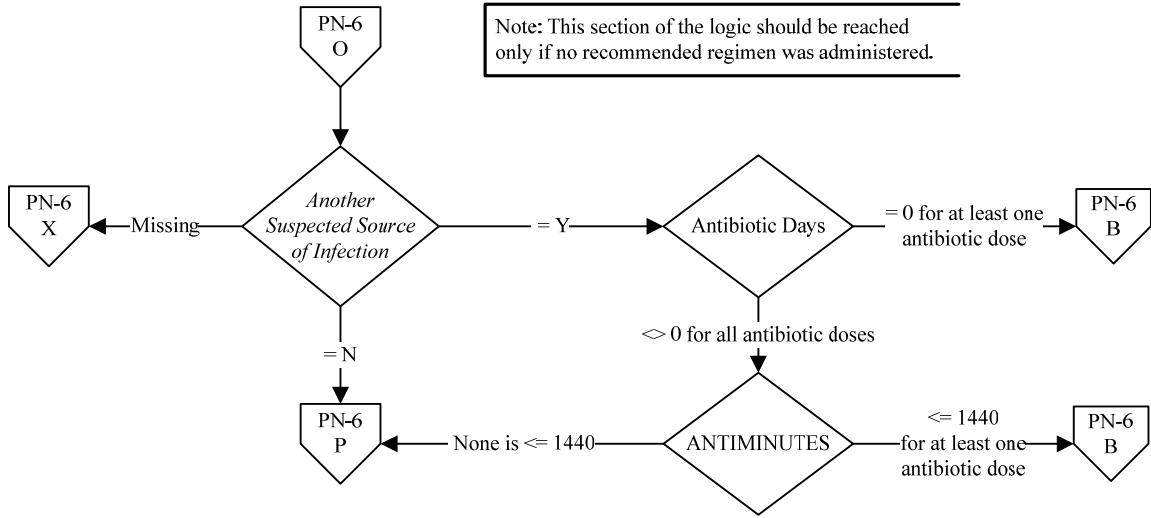 PN-6
O
Note: This section of the logic should be reached
only if no recommended regimen was administered.
Another
Suspected Source
of Infection
Missing
PN-6
X
= Y
Antibiotic Days
= 0 for at least one
antibiotic dose
PN-6
B
= N
<> 0 for all antibiotic doses
PN-6
P
None is <= 1440
ANTIMINUTES
<= 1440
for at least one
antibiotic dose
PN-6
B